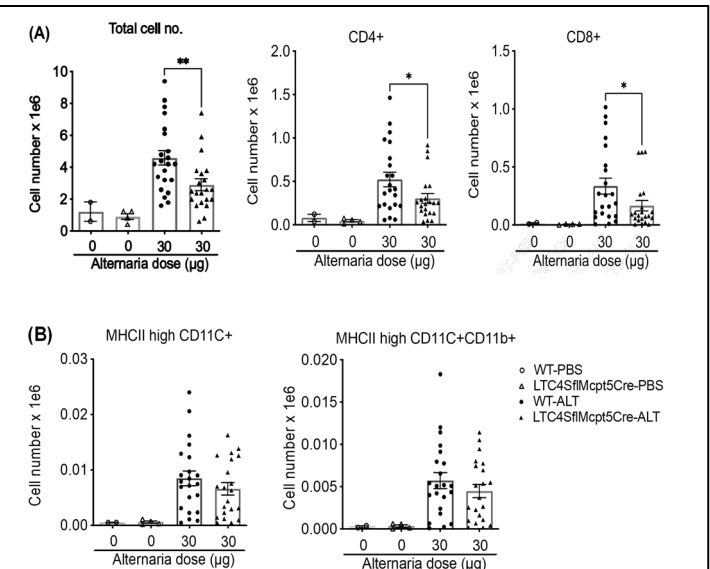 (A)
Total cell no.
CD4+
CD8+
Cell number x 1e6
10
8
6
4
2
0
**
0 0 30 30
Alternaria dose (µg)
Cell number x 1e6
2.0
1.5
1.0
0.5
0.0
*
0 0 30 30
Alternaria dose (µg)
Cell number x 1e6
1.5
1.0
0.5
0.0
*
0 0 30 30
Alternaria dose (µg)
(B)
MHCII high CD11C+
MHCII high CD11C+CD11b+
Cell number x 1e6
0.03
0.02
0.01
0.00
0 0 30 30
Alternaria dose (µg)
Cell number x 1e6
0.020
0.015
0.010
0.005
0.000
0 0 30 30
Alternaria dose (µg)
WT-PBS
LTC4SflMcpt5Cre-PBS
WT-ALT
LTC4SflMcpt5Cre-ALT